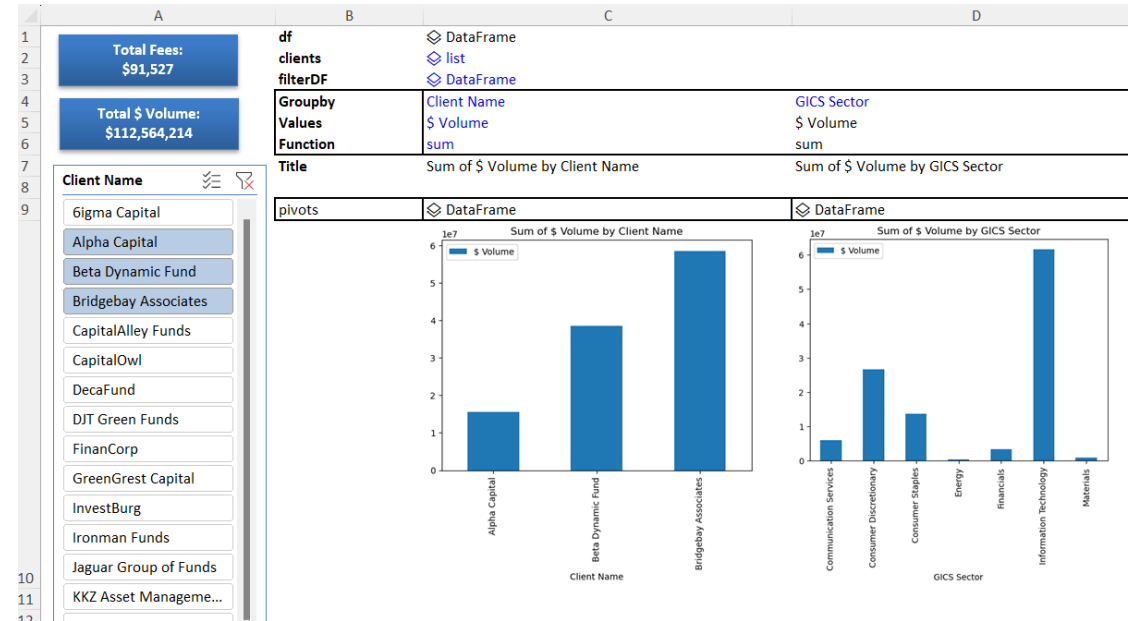 A B C D
1 df DataFrame
2 clients list
3 filterDF DataFrame
4 Groupby Client Name GICS Sector
5 Values $ Volume $ Volume
6 Function sum sum
7 Title Sum of $ Volume by Client Name Sum of $ Volume by GICS Sector
8
9 pivots DataFrame DataFrame
10
11
12
Total Fees:
$91,527
Total $ Volume:
$112,564,214
Client Name
6igma Capital
Alpha Capital
Beta Dynamic Fund
Bridgebay Associates
CapitalAlley Funds
CapitalOwl
DecaFund
DJT Green Funds
FinanCorp
GreenGrest Capital
InvestBurg
Ironman Funds
Jaguar Group of Funds
KKZ Asset Manageme...
1e7 Sum of $ Volume by Client Name
$ Volume
6
5
4
3
2
1
0
Alpha Capital
Beta Dynamic Fund
Bridgebay Associates
Client Name
1e7 Sum of $ Volume by GICS Sector
$ Volume
6
5
4
3
2
1
0
Communication Services
Consumer Discretionary
Consumer Staples
Energy
Financials
Information Technology
Materials
GICS Sector